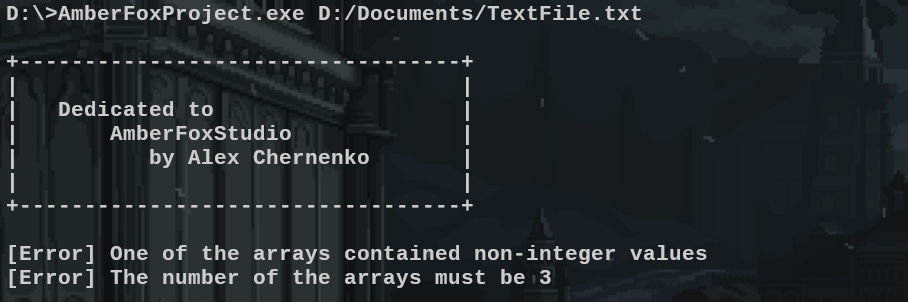 D:\>AmberFoxProject.exe D:/Documents/TextFile.txt
+----------------------------------+
| |
| Dedicated to |
| AmberFoxStudio |
| by Alex Chernenko |
| |
+----------------------------------+
[Error] One of the arrays contained non-integer values
[Error] The number of the arrays must be 3